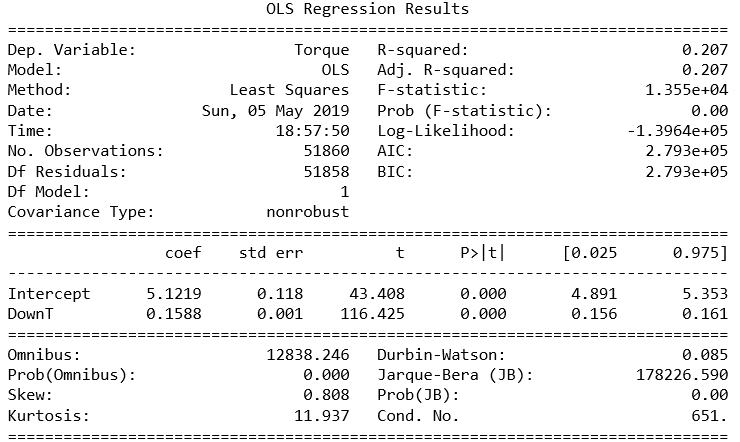 OLS Regression Results
==============================================================================
Dep. Variable: Torque R-squared: 0.207
Model: OLS Adj. R-squared: 0.207
Method: Least Squares F-statistic: 1.355e+04
Date: Sun, 05 May 2019 Prob (F-statistic): 0.00
Time: 18:57:50 Log-Likelihood: -1.3964e+05
No. Observations: 51860 AIC: 2.793e+05
Df Residuals: 51858 BIC: 2.793e+05
Df Model: 1
Covariance Type: nonrobust
==============================================================================
coef std err t P>|t| [0.025 0.975]
------------------------------------------------------------------------------
Intercept 5.1219 0.118 43.408 0.000 4.891 5.353
DownT 0.1588 0.001 116.425 0.000 0.156 0.161
==============================================================================
Omnibus: 12838.246 Durbin-Watson: 0.085
Prob(Omnibus): 0.000 Jarque-Bera (JB): 178226.590
Skew: 0.808 Prob(JB): 0.00
Kurtosis: 11.937 Cond. No. 651.
==============================================================================